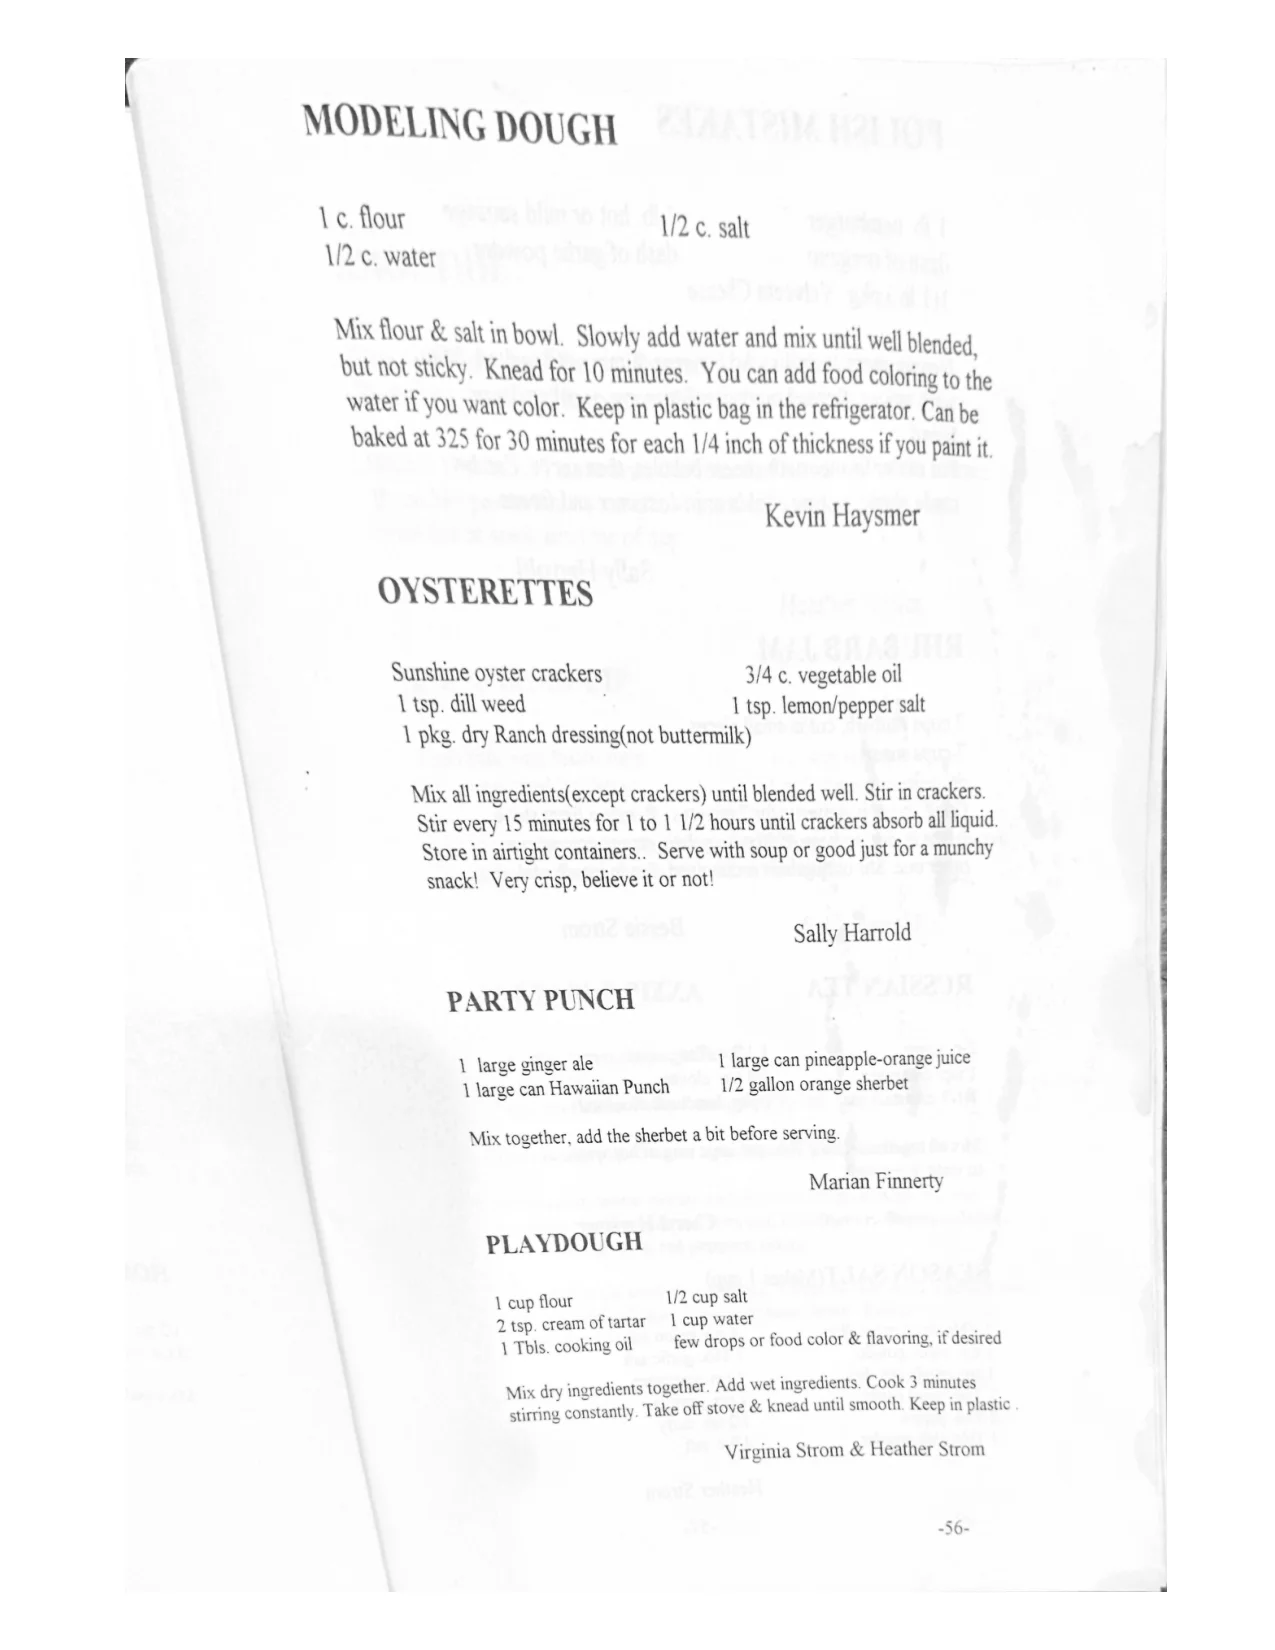 MODELING DOUGH
1 c. flour 1/2 c. salt
1/2 c. water
Mix flour & salt in bowl. Slowly add water and mix until well blended,
but not sticky. Knead for 10 minutes. You can add food coloring to the
water if you want color. Keep in plastic bag in the refrigerator. Can be
baked at 325 for 30 minutes for each 1/4 inch of thickness if you paint it.
Kevin Haysmer
OYSTERETTES
Sunshine oyster crackers 3/4 c. vegetable oil
1 tsp. dill weed 1 tsp. lemon/pepper salt
1 pkg. dry Ranch dressing(not buttermilk)
Mix all ingredients(except crackers) until blended well. Stir in crackers.
Stir every 15 minutes for 1 to 1 1/2 hours until crackers absorb all liquid.
Store in airtight containers.. Serve with soup or good just for a munchy
snack! Very crisp, believe it or not!
Sally Harrold
PARTY PUNCH
1 large ginger ale 1 large can pineapple-orange juice
1 large can Hawaiian Punch 1/2 gallon orange sherbet
Mix together, add the sherbet a bit before serving.
Marian Finnerty
PLAYDOUGH
1 cup flour 1/2 cup salt
2 tsp. cream of tartar 1 cup water
1 Tbls. cooking oil few drops or food color & flavoring, if desired
Mix dry ingredients together. Add wet ingredients. Cook 3 minutes
stirring constantly. Take off stove & knead until smooth. Keep in plastic .
Virginia Strom & Heather Strom
-56-